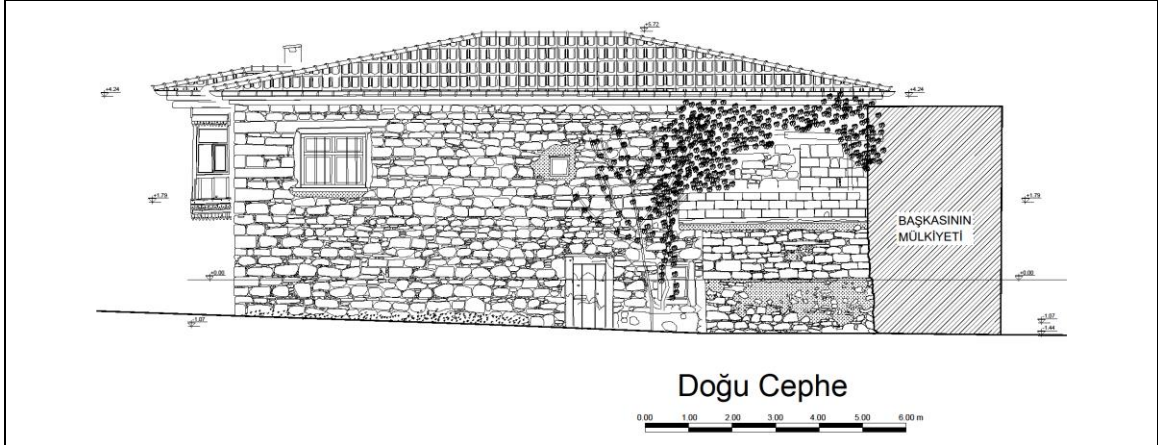 +5.72
+4.24
+4.24
+1.79
+1.79
BAŞKASININ
MÜLKİYETİ
±0.00
±0.00
-1.07
-1.07
-1.44
Doğu Cephe
0.00 1.00 2.00 3.00 4.00 5.00 6.00 m